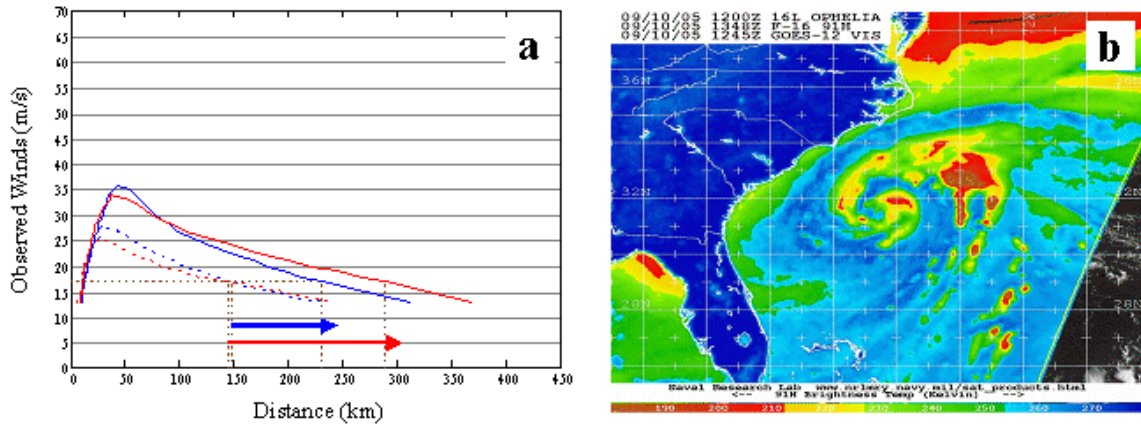 a
70
65
60
55
50
45
40
35
30
25
20
15
10
5
0
Observed Winds (m/s)
0 50 100 150 200 250 300 350 400 450
Distance (km)
09/10/05 1200Z 16L OPHELIA
09/10/05 1348Z F-16 91H
09/10/05 1245Z GOES-12 VIS
b
36N
32N
32N
28N
28N
Naval Research Lab www.nrlmry.navy.mil/sat_products.html
<-- 91H Brightness Temp (Kelvin) -->
190 200 210 220 230 240 250 260 270